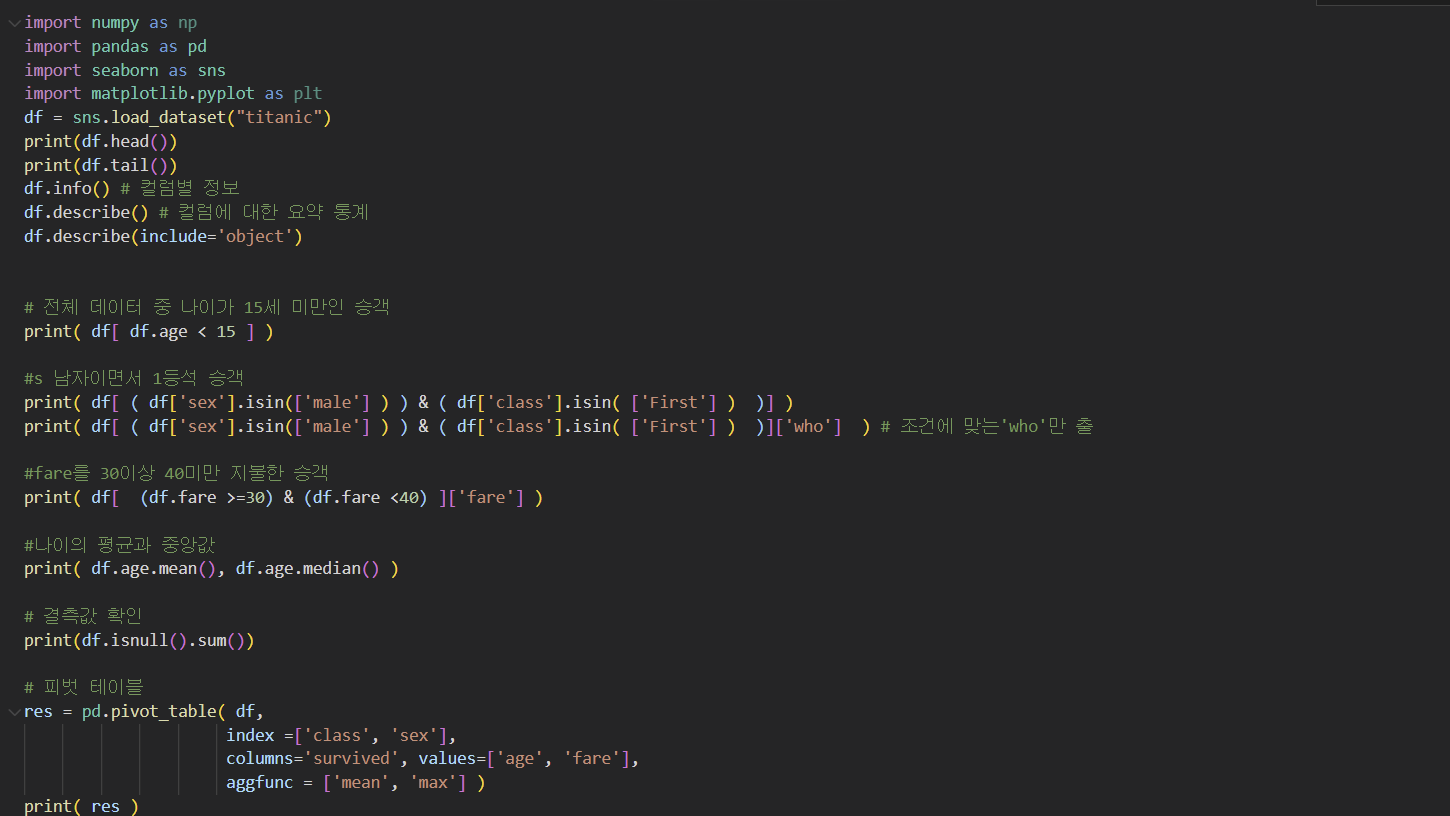 import numpy as np
import pandas as pd
import seaborn as sns
import matplotlib.pyplot as plt
df = sns.load_dataset("titanic")
print(df.head())
print(df.tail())
df.info() # 컬럼별 정보
df.describe() # 컬럼에 대한 요약 통계
df.describe(include='object')
# 전체 데이터 중 나이가 15세 미만인 승객
print( df[ df.age < 15 ] )
#s 남자이면서 1등석 승객
print( df[ ( df['sex'].isin(['male'] ) ) & ( df['class'].isin( ['First'] )  )] )
print( df[ ( df['sex'].isin(['male'] ) ) & ( df['class'].isin( ['First'] )  )]['who']  ) # 조건에 맞는'who'만 출
#fare를 30이상 40미만 지불한 승객
print( df[  (df.fare >=30) & (df.fare <40) ]['fare'] )
#나이의 평균과 중앙값
print( df.age.mean(), df.age.median() )
# 결측값 확인
print(df.isnull().sum())
# 피벗 테이블
res = pd.pivot_table( df,
index =['class', 'sex'],
columns='survived', values=['age', 'fare'],
aggfunc = ['mean', 'max'] )
print( res )